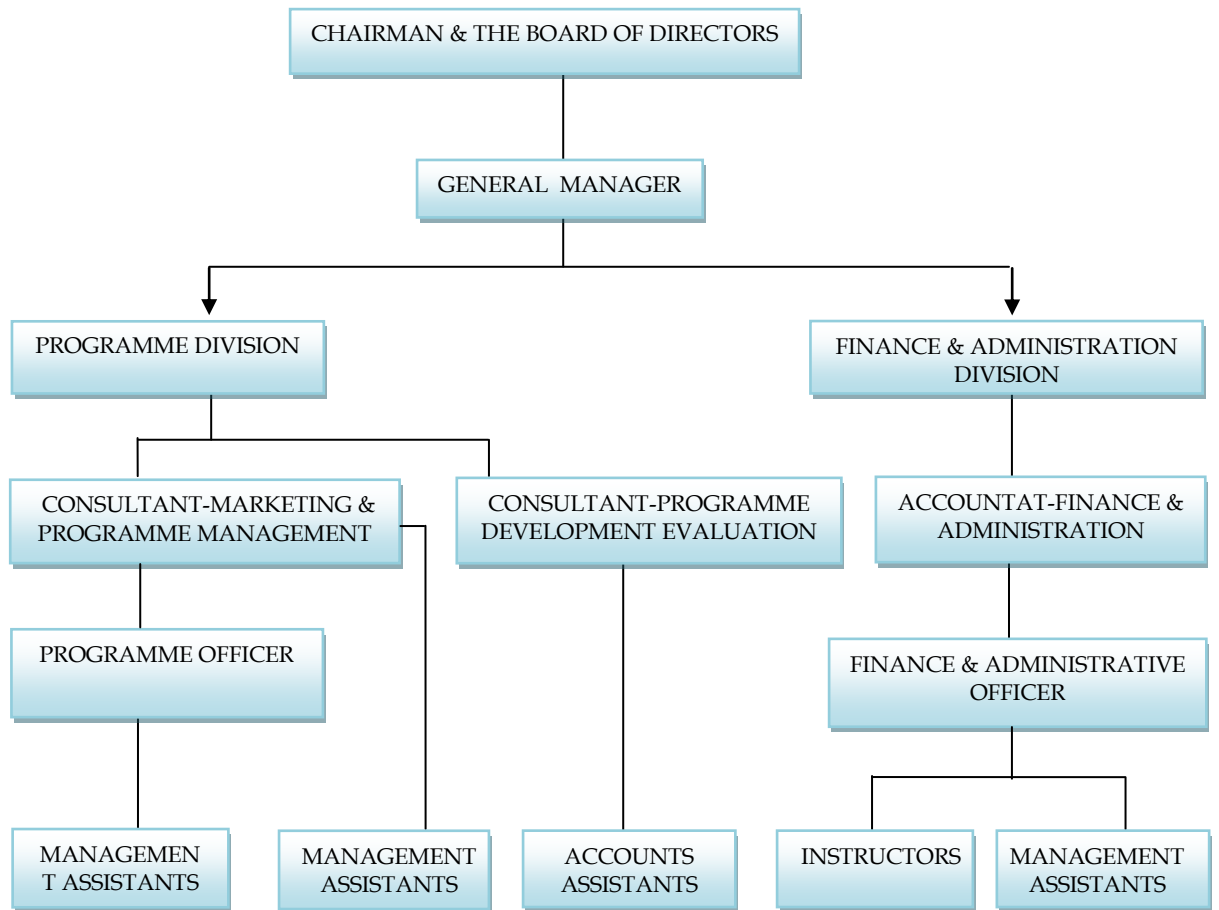 CHAIRMAN & THE BOARD OF DIRECTORS
GENERAL MANAGER
PROGRAMME DIVISION
FINANCE & ADMINISTRATION
DIVISION
CONSULTANT-MARKETING &
PROGRAMME MANAGEMENT
CONSULTANT-PROGRAMME
DEVELOPMENT EVALUATION
ACCOUNTAT-FINANCE &
ADMINISTRATION
PROGRAMME OFFICER
FINANCE & ADMINISTRATIVE
OFFICER
MANAGEMEN
T ASSISTANTS
MANAGEMENT
ASSISTANTS
ACCOUNTS
ASSISTANTS
INSTRUCTORS
MANAGEMENT
ASSISTANTS